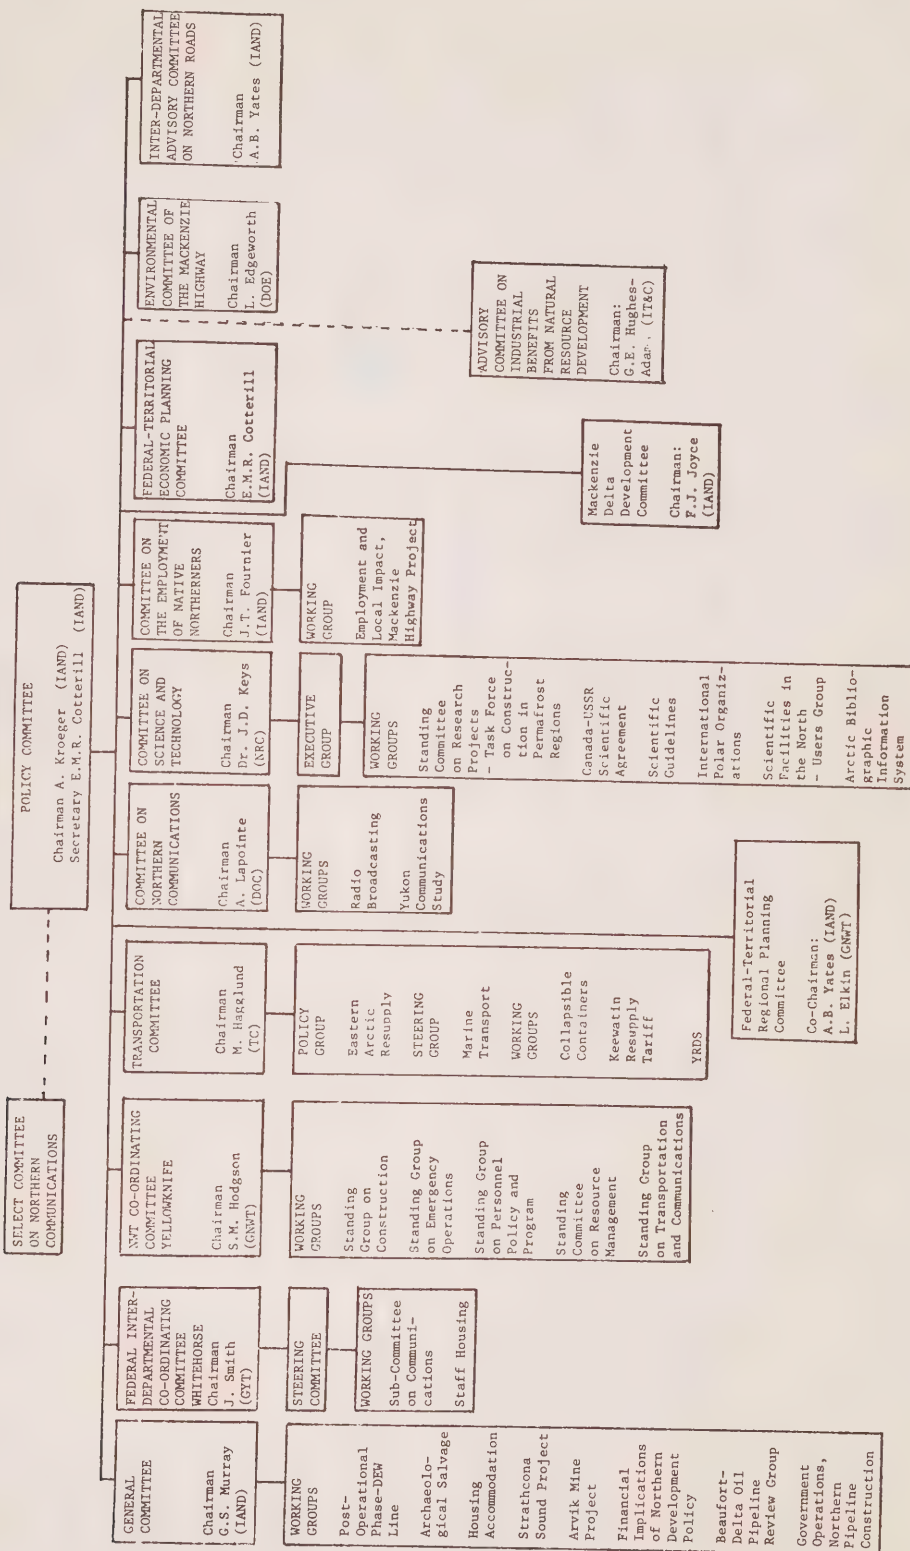 SELECT COMMITTEE
ON NORTHERN
COMMUNICATIONS
POLICY COMMITTEE
Chairman A. Kroeger (IAND)
Secretary E.M.R. Cotterill (IAND)
GENERAL
COMMITTEE
Chairman
G.S. Murray
(IAND)
WORKING
GROUPS
Post-
Operational
Phase-DEW
Line
Archaeolo-
gical Salvage
Housing
Accommodation
Strathcona
Sound Project
Arvik Mine
Project
Financial
Implications
of Northern
Development
Policy
Beaufort-
Delta Oil
Pipeline
Review Group
Government
Operations,
Northern
Pipeline
Construction
FEDERAL INTER-
DEPARTMENTAL
CO-ORDINATING
COMMITTEE
WHITEHORSE
Chairman
J. Smith
(GYT)
STEERING
COMMITTEE
WORKING GROUPS
Sub-Committee
on Communi-
cations
Staff Housing
NWT CO-ORDINATING
COMMITTEE
YELLOWKNIFE
Chairman
S.M. Hodgson
(GNWT)
WORKING
GROUPS
Standing
Group on
Construction
Standing Group
on Emergency
Operations
Standing Group
on Personnel
Policy and
Program
Standing
Committee
on Resource
Management
Standing Group
on Transportation
and Communications
TRANSPORTATION
COMMITTEE
Chairman
M. Hagglund
(TC)
POLICY
GROUP
Eastern
Arctic
Resupply
STEERING
GROUP
Marine
Transport
WORKING
GROUPS
Collapsible
Containers
Keewatin
Resupply
Tariff
YRDS
Federal-Territorial
Regional Planning
Committee
Co-Chairman:
A.B. Yates (IAND)
L. Elkin (GNWT)
COMMITTEE ON
NORTHERN
COMMUNICATIONS
Chairman
A. Lapointe
(DOC)
WORKING
GROUPS
Radio
Broadcasting
Yukon
Communications
Study
COMMITTEE ON
SCIENCE AND
TECHNOLOGY
Chairman
Dr. J.D. Keys
(NRC)
EXECUTIVE
GROUP
WORKING
GROUPS
Standing
Committee
on Research
Projects
- Task Force
on Construc-
tion in
Permafrost
Regions
Canada-USSR
Scientific
Agreement
Scientific
Guidelines
International
Polar Organiz-
ations
Scientific
Facilities in
the North
- Users Group
Arctic Biblio-
graphic
Information
System
COMMITTEE ON
THE EMPLOYMENT
OF NATIVE
NORTHERNERS
Chairman
J.T. Fournier
(IAND)
WORKING
GROUP
Employment and
Local Impact,
Mackenzie
Highway Project
Mackenzie
Delta
Development
Committee
Chairman:
F.J. Joyce
(IAND)
FEDERAL-TERRITORIAL
ECONOMIC PLANNING
COMMITTEE
Chairman
E.M.R. Cotterill
(IAND)
ADVISORY
COMMITTEE ON
INDUSTRIAL
BENEFITS
FROM NATURAL
RESOURCE
DEVELOPMENT
Chairman:
G.E. Hughes-
(IT&C)
ENVIRONMENTAL
COMMITTEE OF
THE MACKENZIE
HIGHWAY
Chairman
L. Edgeworth
(DOE)
INTER-DEPARTMENTAL
ADVISORY COMMITTEE
ON NORTHERN ROADS
Chairman
A.B. Yates (IAND)